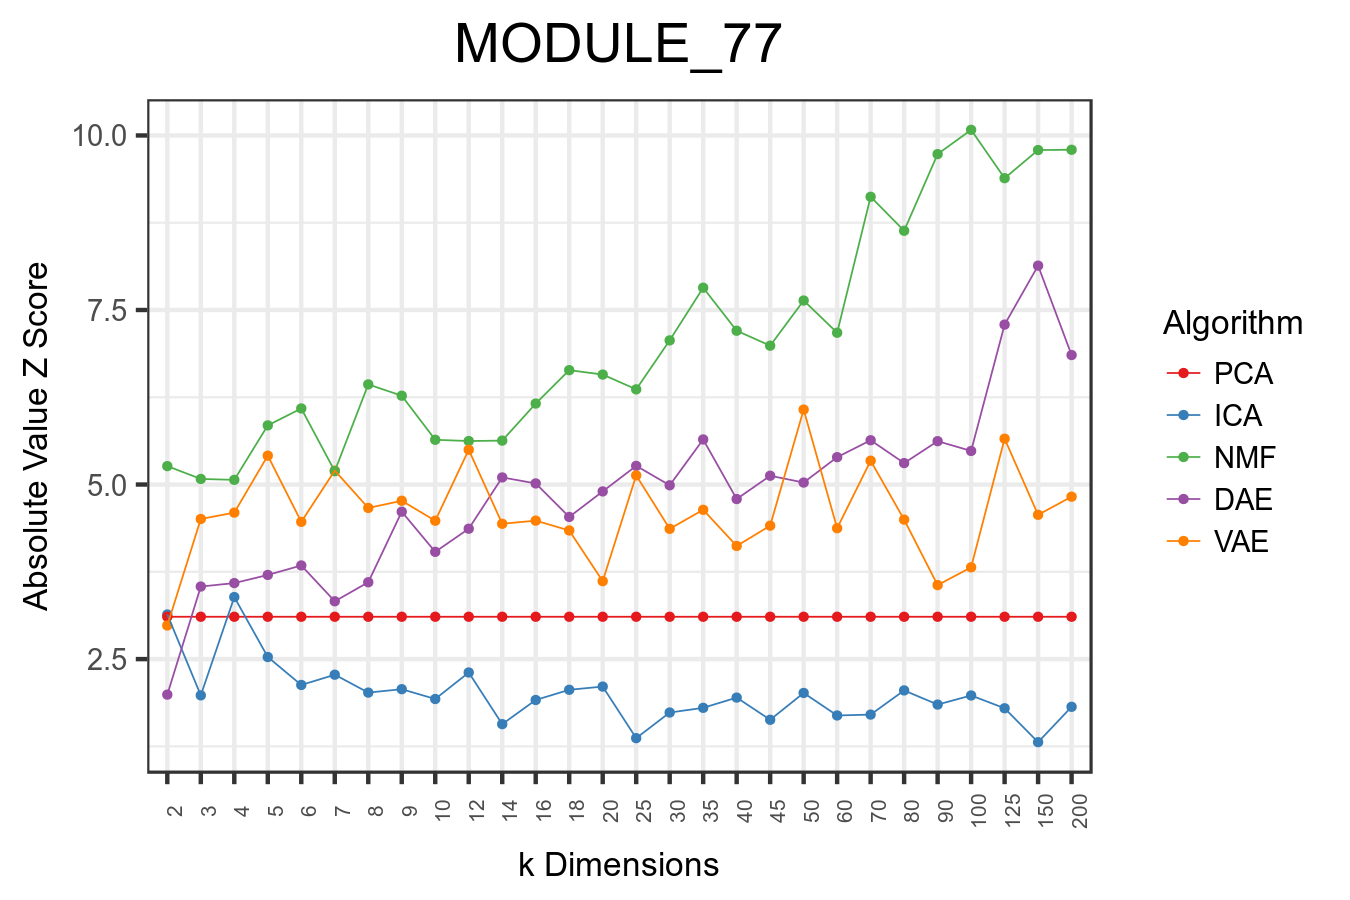 MODULE_77
Absolute Value Z Score
10.0
7.5
5.0
2.5
2 3 4 5 6 7 8 9 10 12 14 16 18 20 25 30 35 40 45 50 60 70 80 90 100 125 150 200
k Dimensions
Algorithm
PCA
ICA
NMF
DAE
VAE